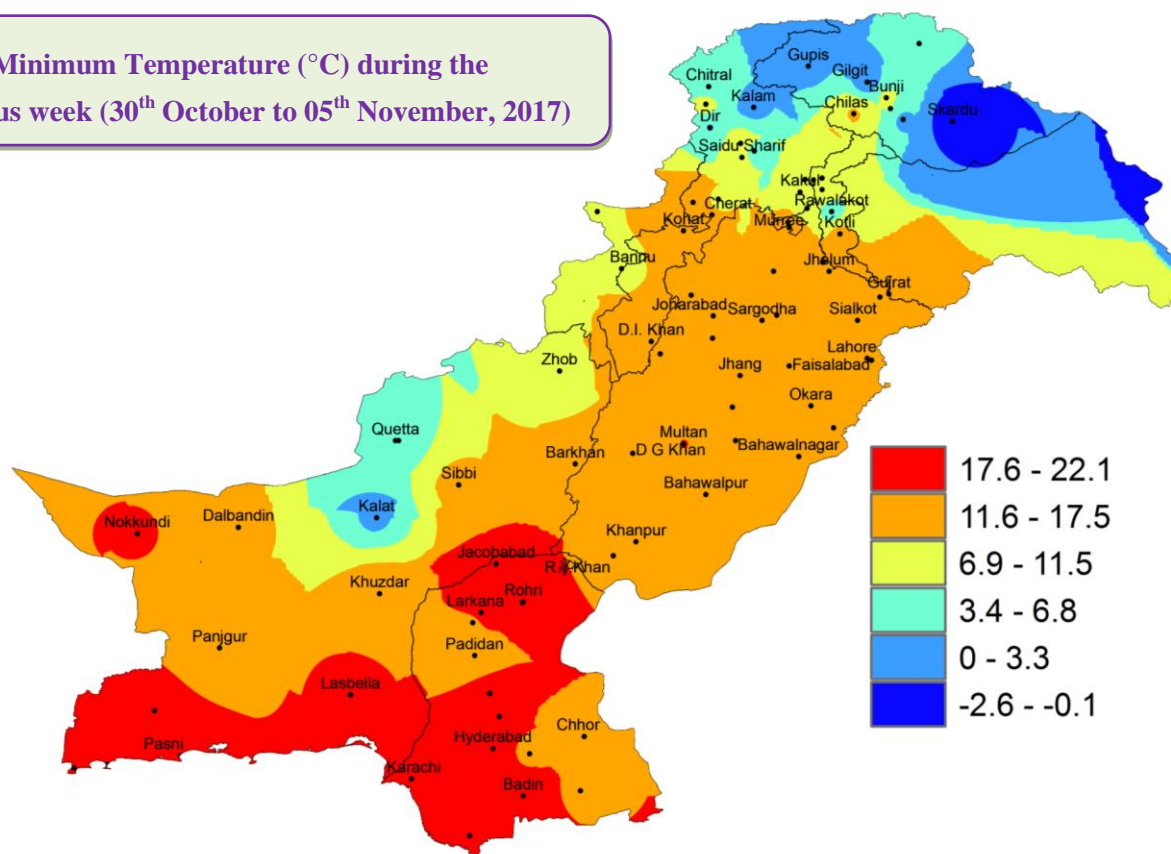 Minimum Temperature (°C) during the
us week (30th October to 05th November, 2017)
Gupis
Gilgit
Chitral
Bunji
Kalam
Chilas
Skardu
Dir
Saidu Sharif
Kakul
Cherat
Rawalakot
Kohat
Murree
Kotli
Bannu
Jhelum
Gujrat
Joharabad
Sargodha
Sialkot
D.I. Khan
Lahore
Zhob
Jhang
Faisalabad
Okara
Quetta
Multan
Barkhan
D G Khan
Bahawalnagar
Sibbi
Bahawalpur
Kalat
Dalbandin
Nokkundi
Khanpur
Jacobabad
Khuzdar
Larkana
Rohri
Panjgur
Padidan
Lasbella
Chhor
Pasni
Hyderabad
Karachi
Badin
17.6 - 22.1
11.6 - 17.5
6.9 - 11.5
3.4 - 6.8
0 - 3.3
-2.6 - -0.1